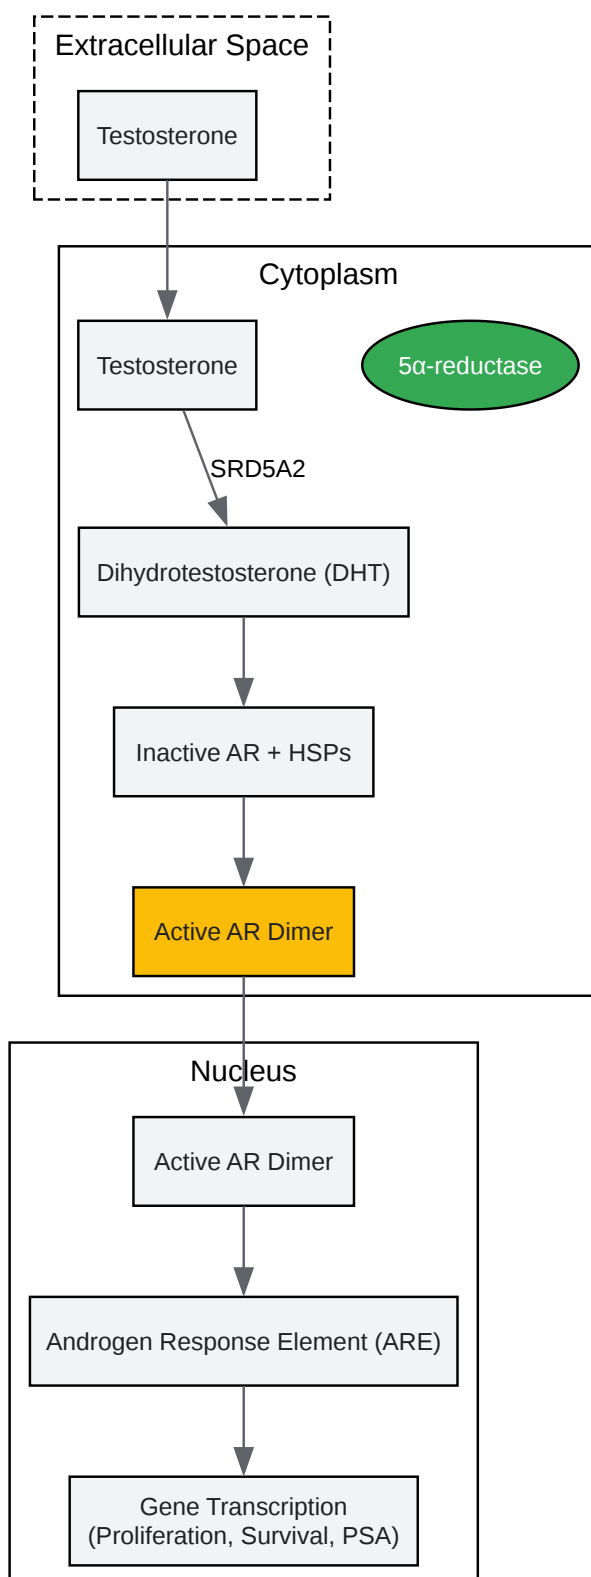 Extracellular Space
Testosterone
Cytoplasm
Testosterone
5α-reductase
SRD5A2
Dihydrotestosterone (DHT)
Inactive AR + HSPs
Active AR Dimer
Nucleus
Active AR Dimer
Androgen Response Element (ARE)
Gene Transcription
(Proliferation, Survival, PSA)